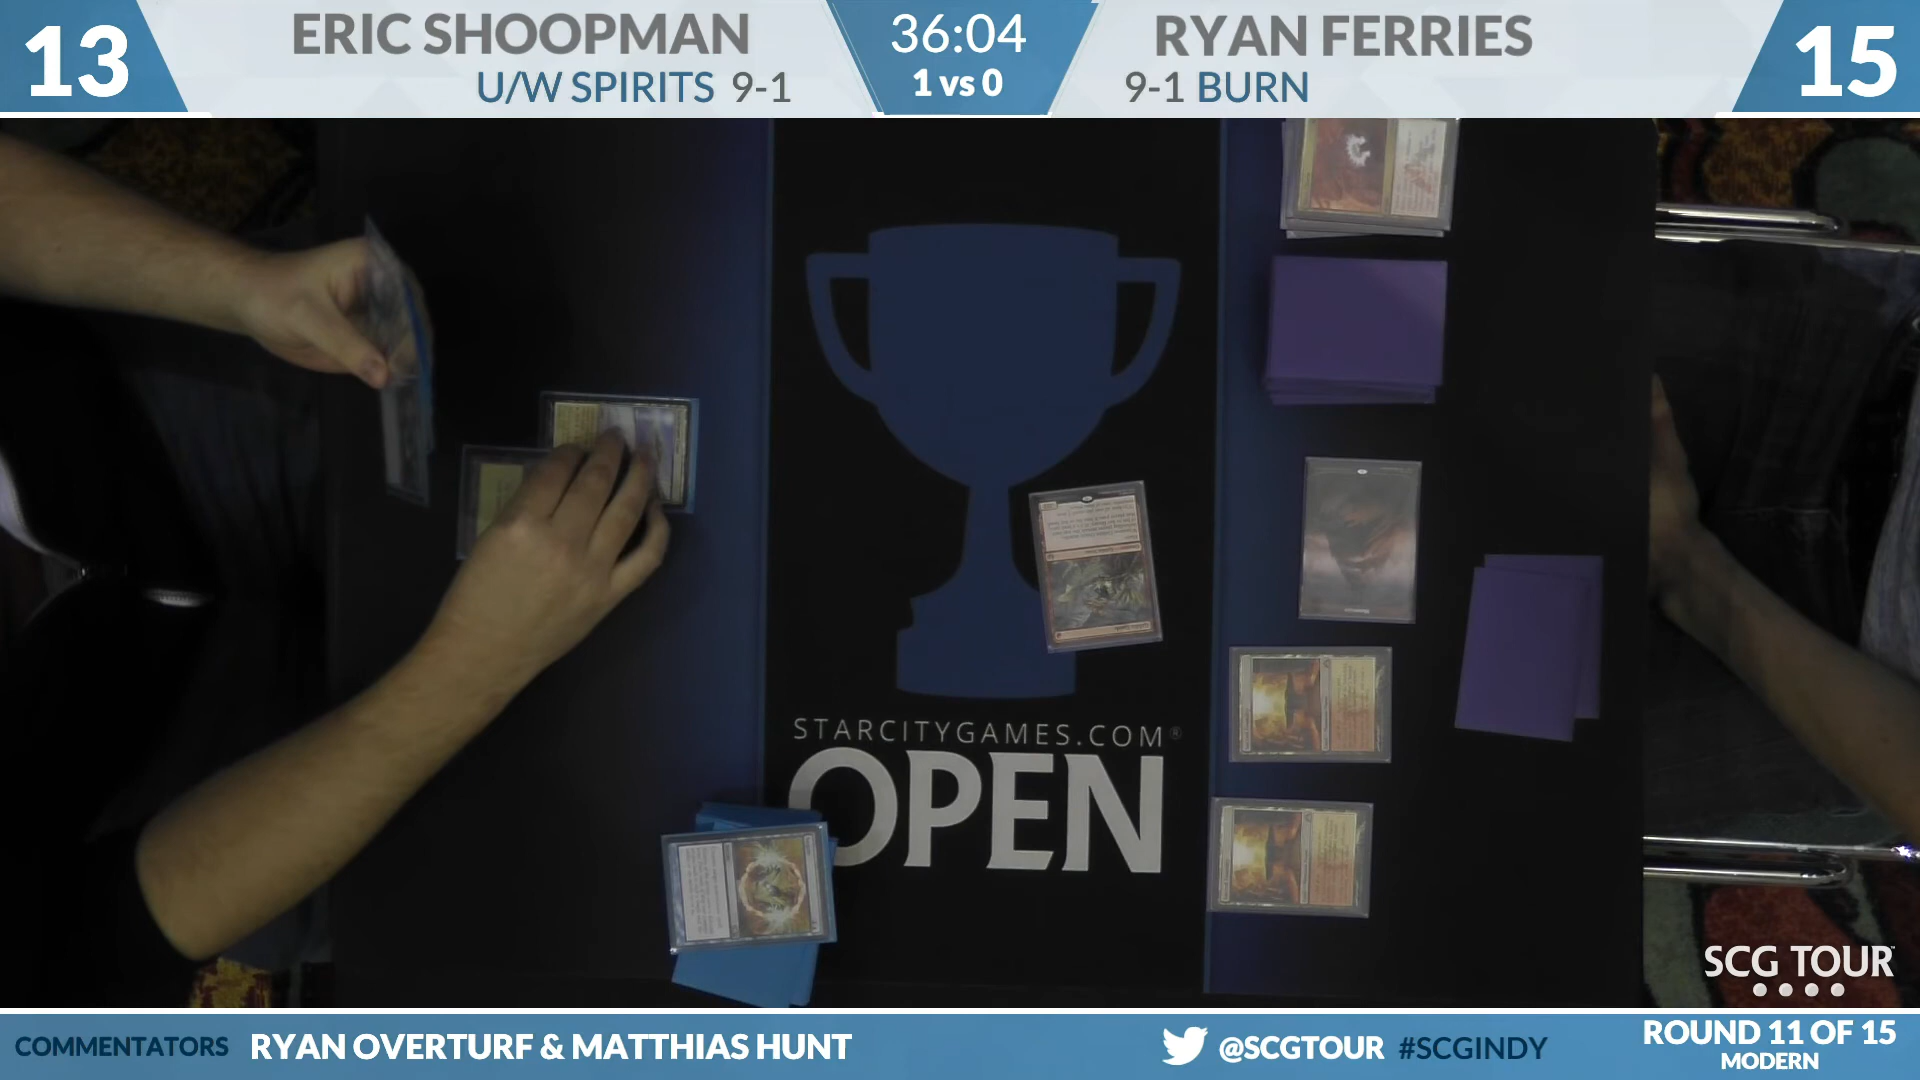 13
ERIC SHOOPMAN
U/W SPIRITS 9-1
36:04
1 vs 0
RYAN FERRIES
9-1 BURN
15
STARCITYGAMES.COM®
OPEN
SCG TOUR
COMMENTATORS RYAN OVERTURF & MATTHIAS HUNT
@SCGTOUR #SCGINDY
ROUND 11 OF 15
MODERN